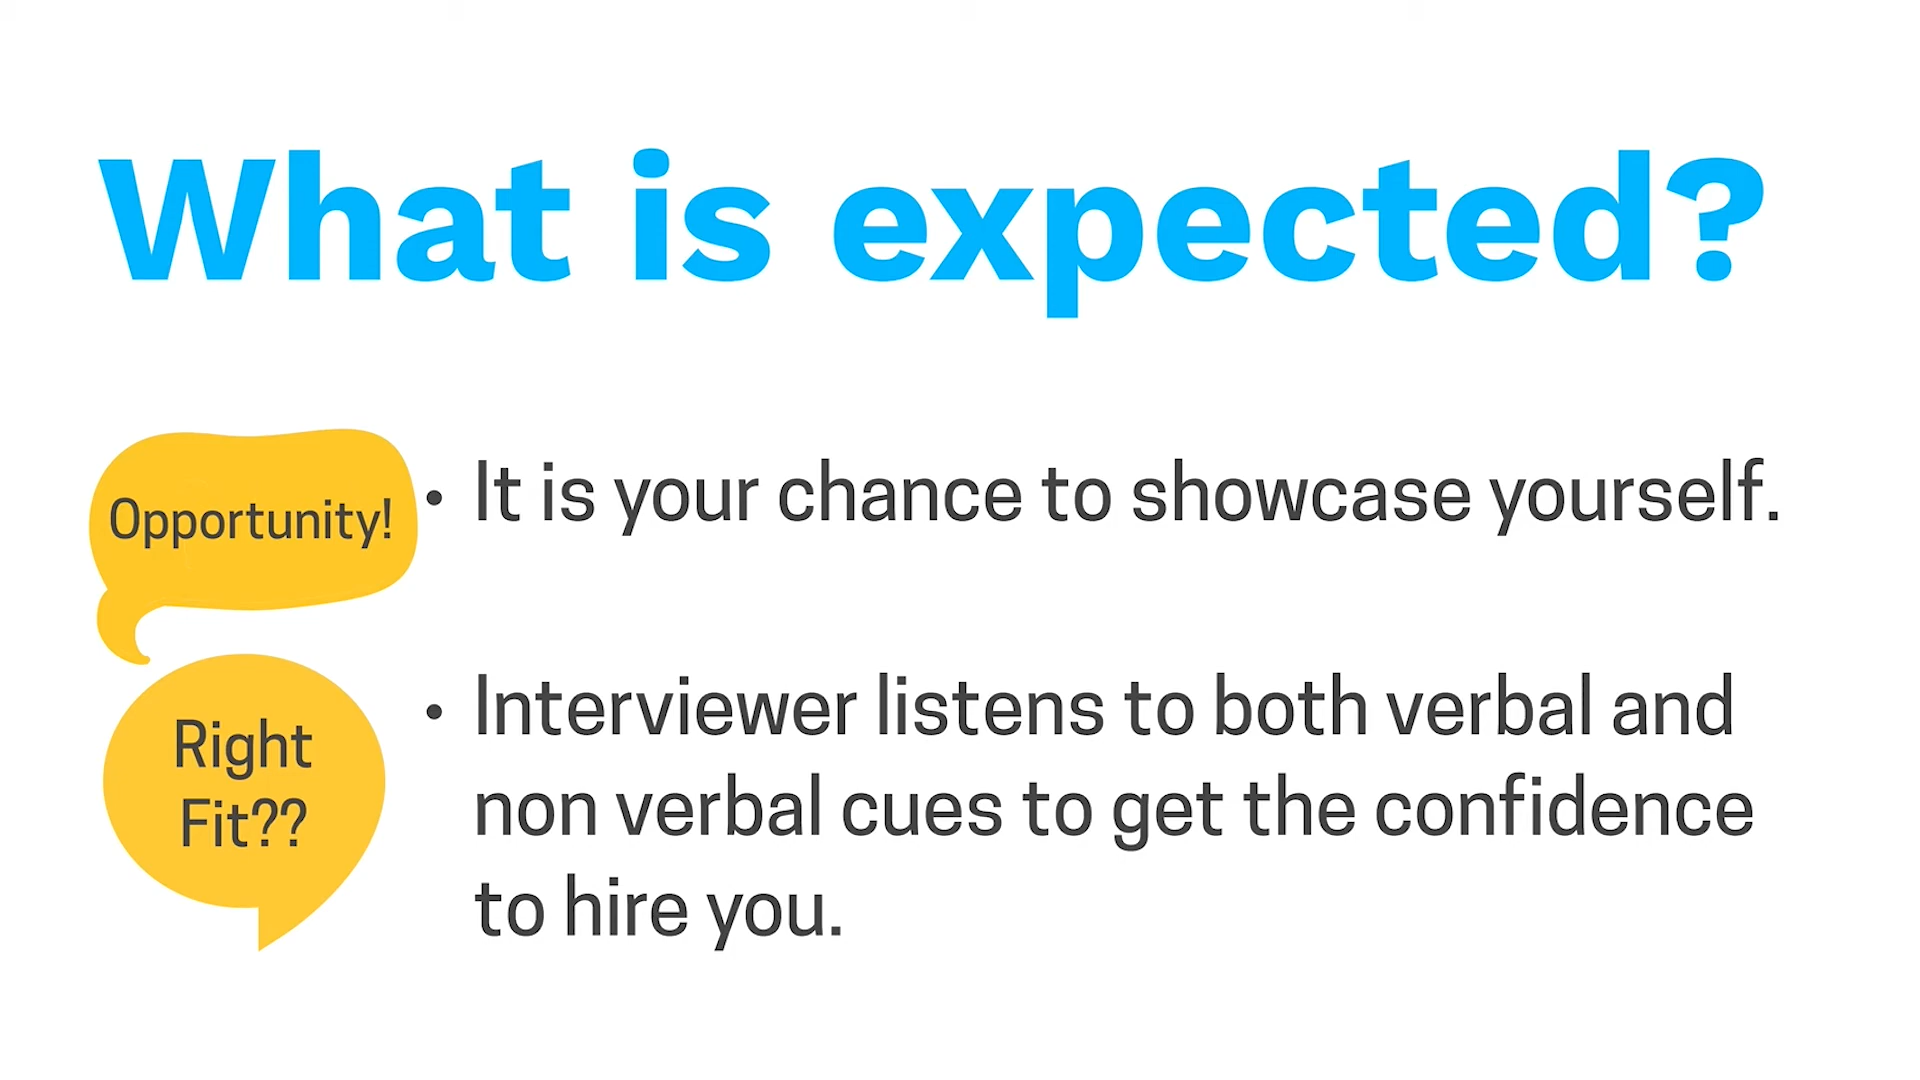 What is expected?
Opportunity!
• It is your chance to showcase yourself.
Right
Fit??
• Interviewer listens to both verbal and
non verbal cues to get the confidence
to hire you.